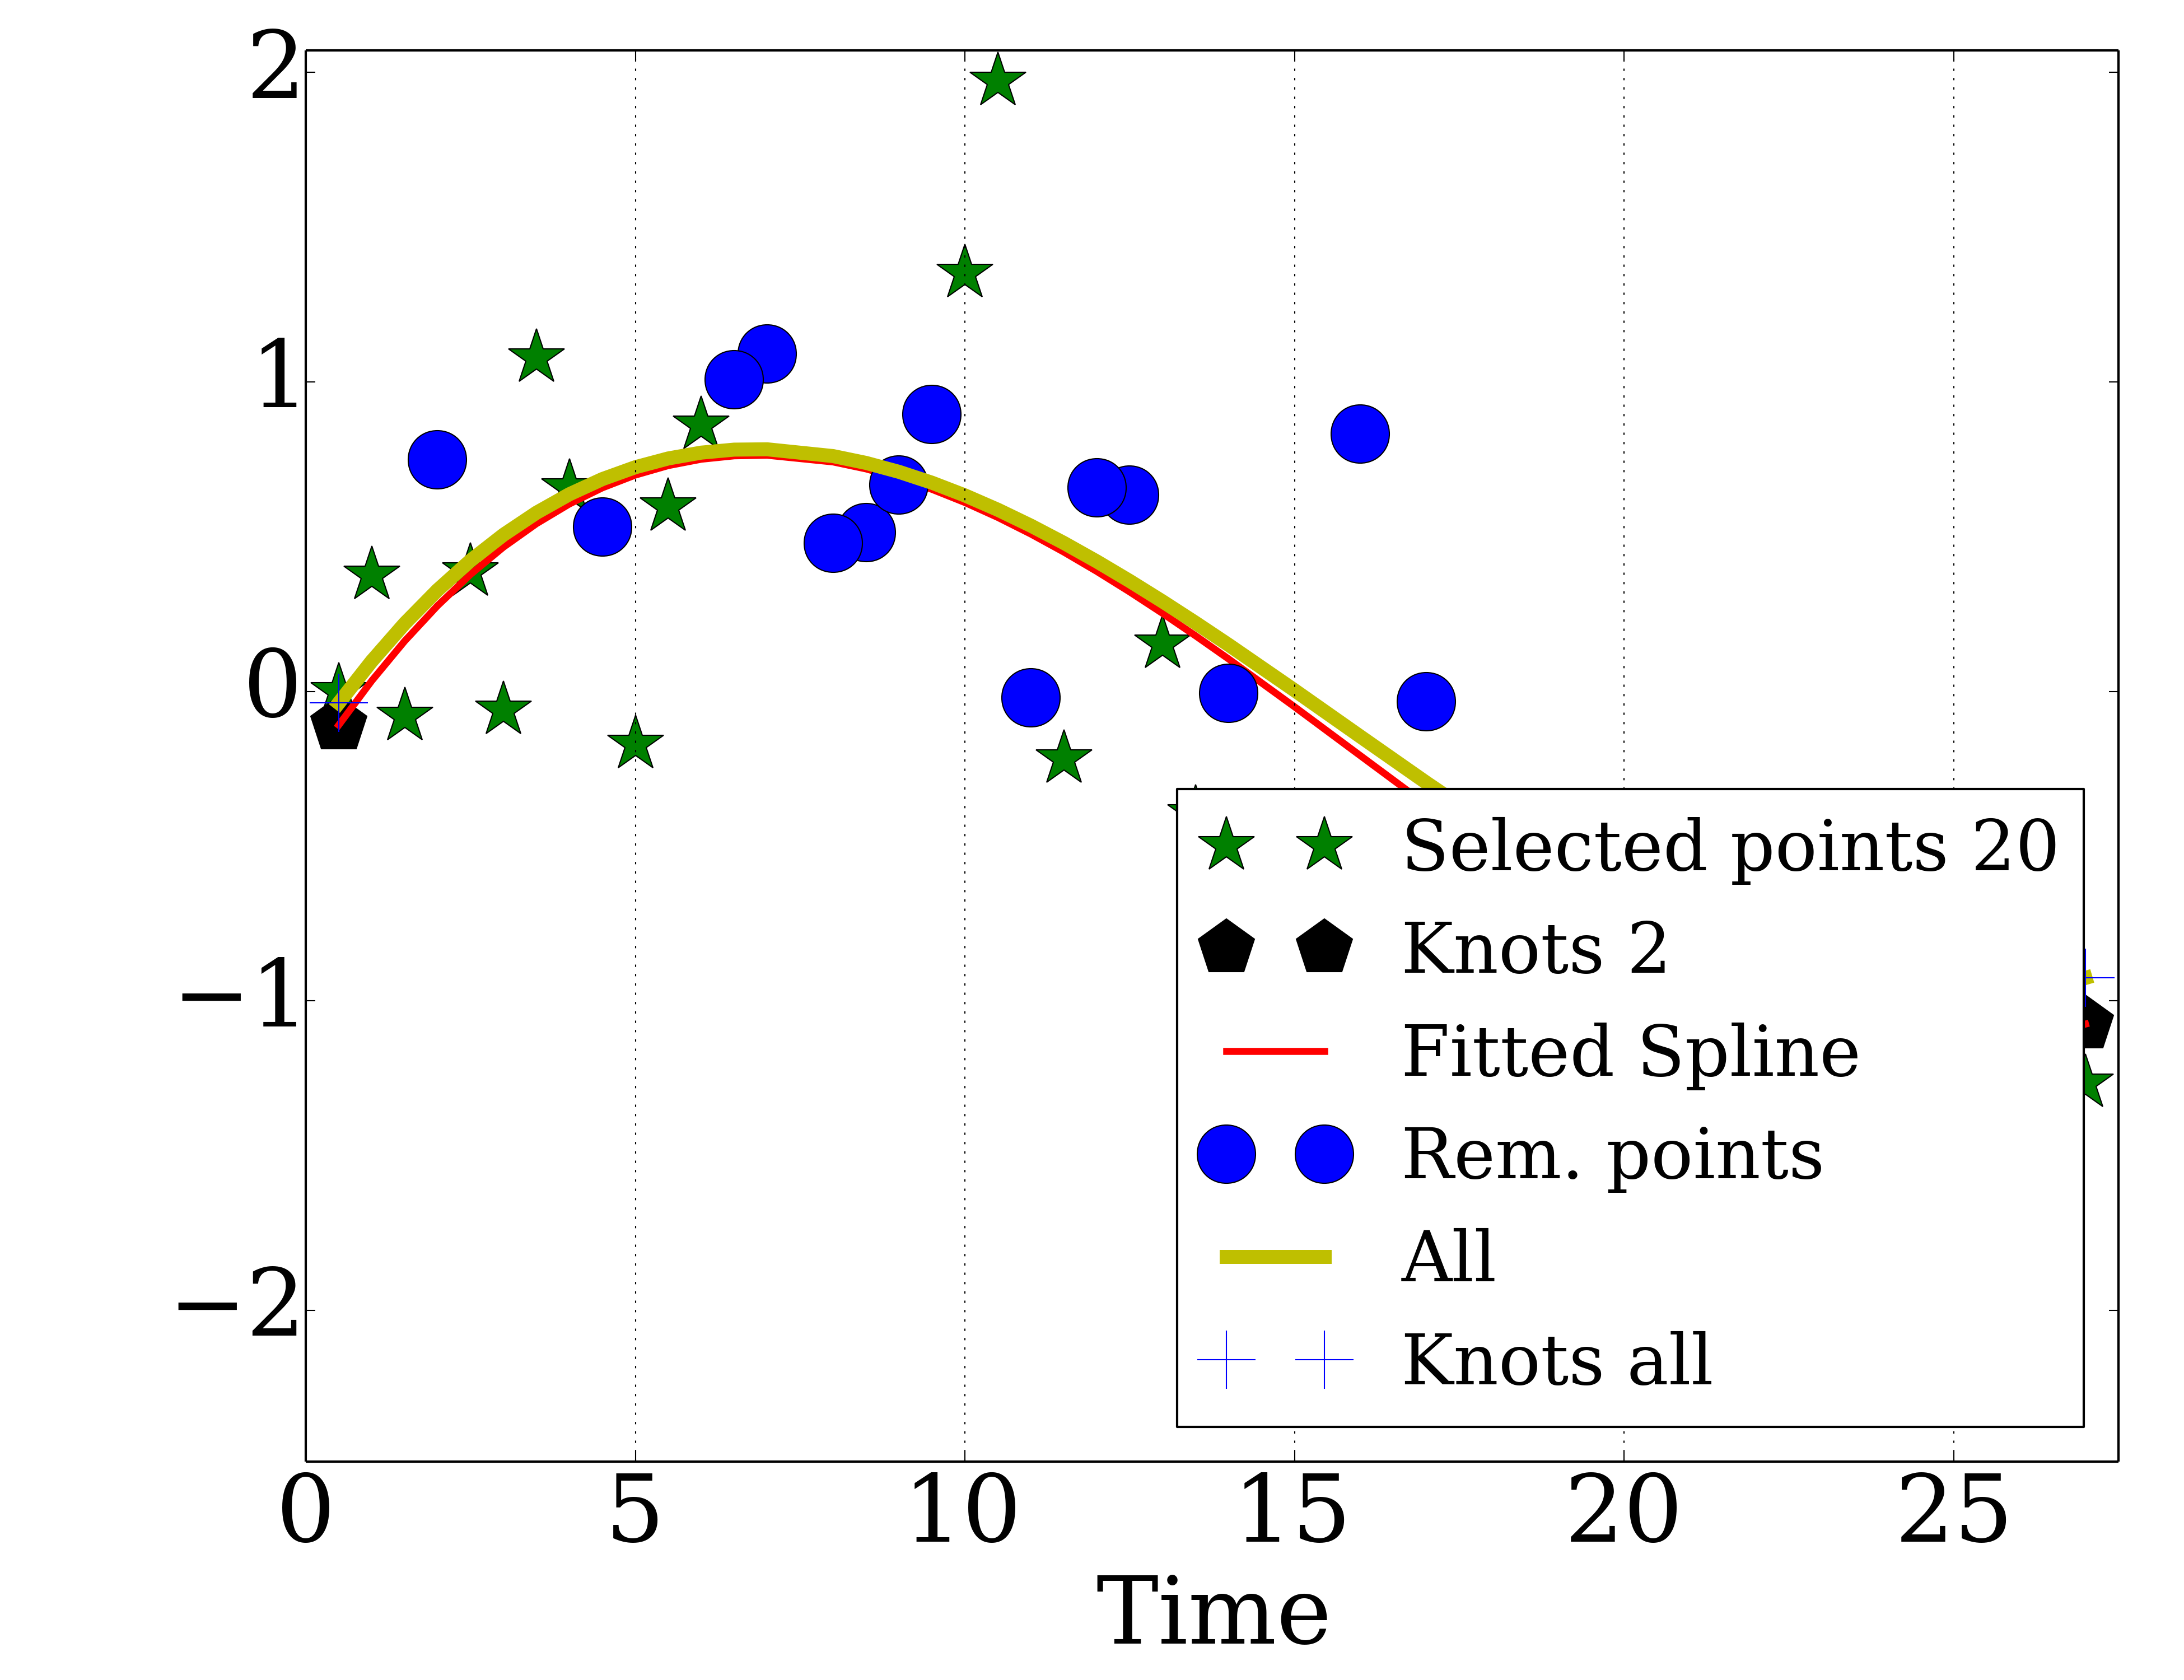 2
1
0
−1
−2
Selected points 20
Knots 2
Fitted Spline
Rem. points
All
Knots all
0 5 10 15 20 25
Time